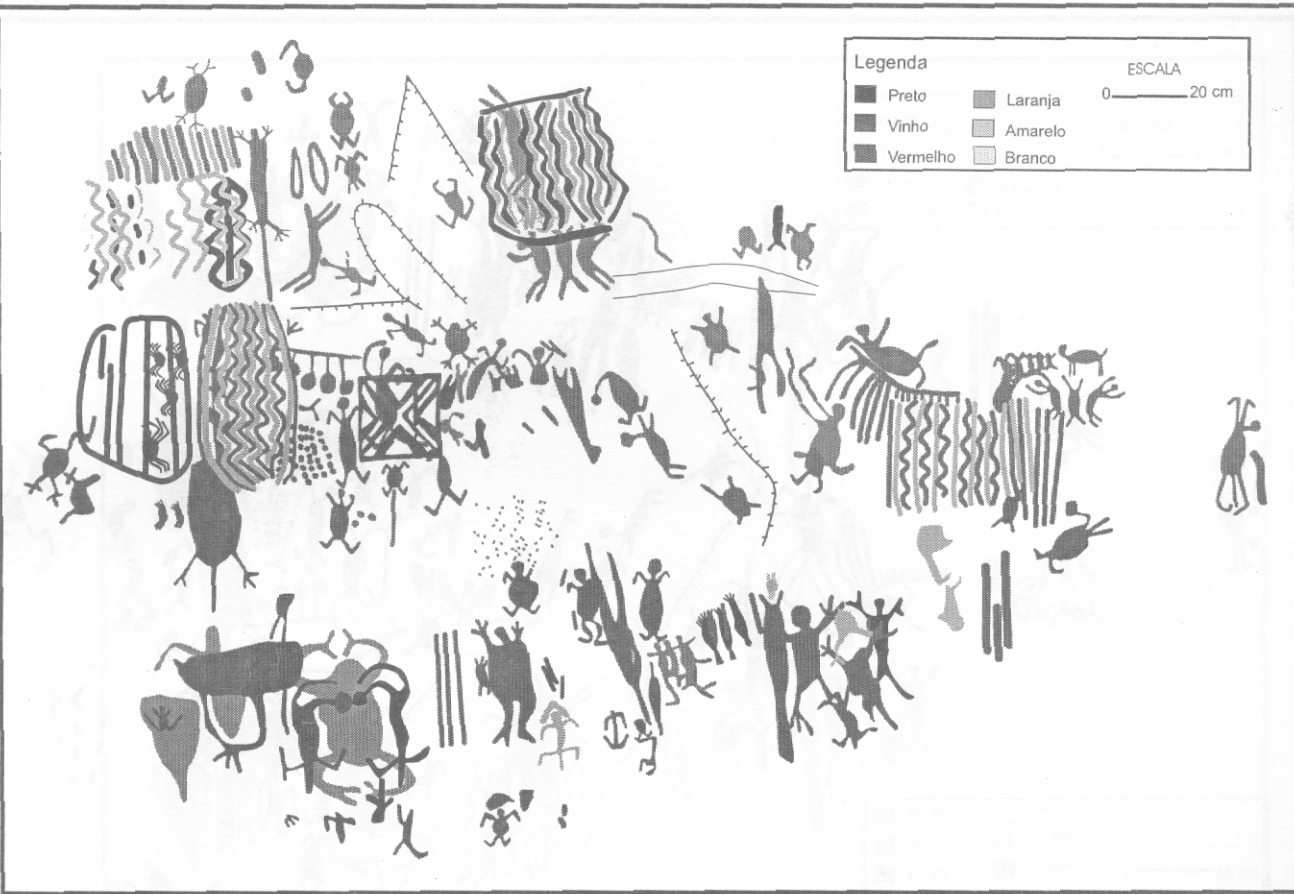 Legenda
Preto
Vinho
Vermelho
Laranja
Amarelo
Branco
ESCALA
0 20 cm